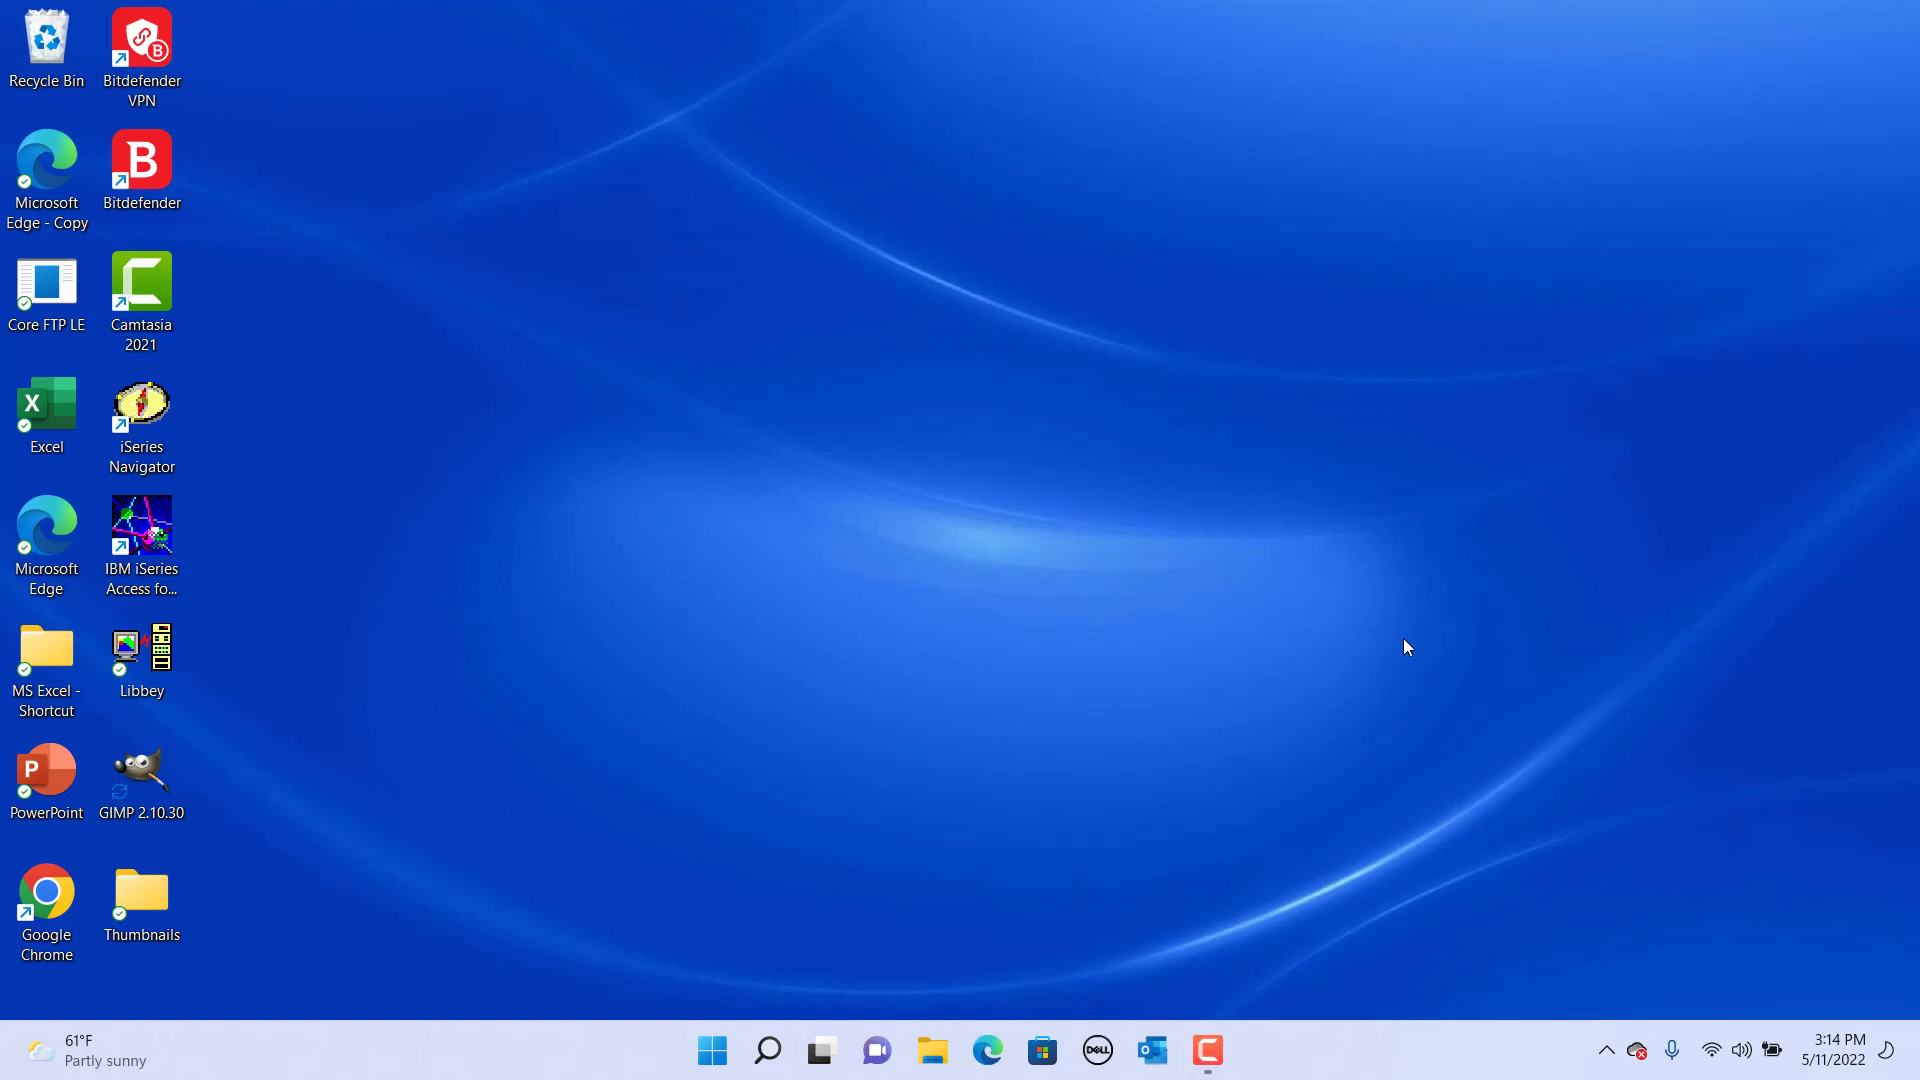 Recycle Bin
Bitdefender
VPN
Microsoft
Edge - Copy
B
Bitdefender
Core FTP LE
Camtasia
2021
X
Excel
iSeries
Navigator
Microsoft
Edge
IBM iSeries
Access fo...
MS Excel -
Shortcut
Libbey
P
PowerPoint
GIMP 2.10.30
Google
Chrome
Thumbnails
61°F
Partly sunny
DELL
3:14 PM
5/11/2022